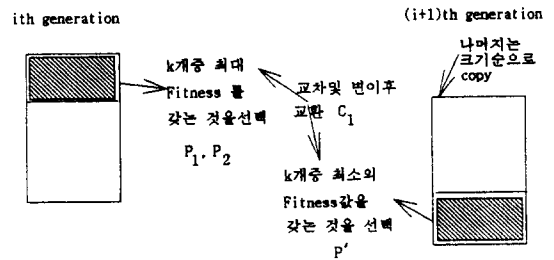 ith generation
k개중 최대
Fitness 를
갖는 것을선택
P1, P2
교차및 변이후
교환 C1
k개중 최소의
Fitness값을
갖는 것을 선택
P'
(i+1)th generation
나머지는
크기순으로
copy